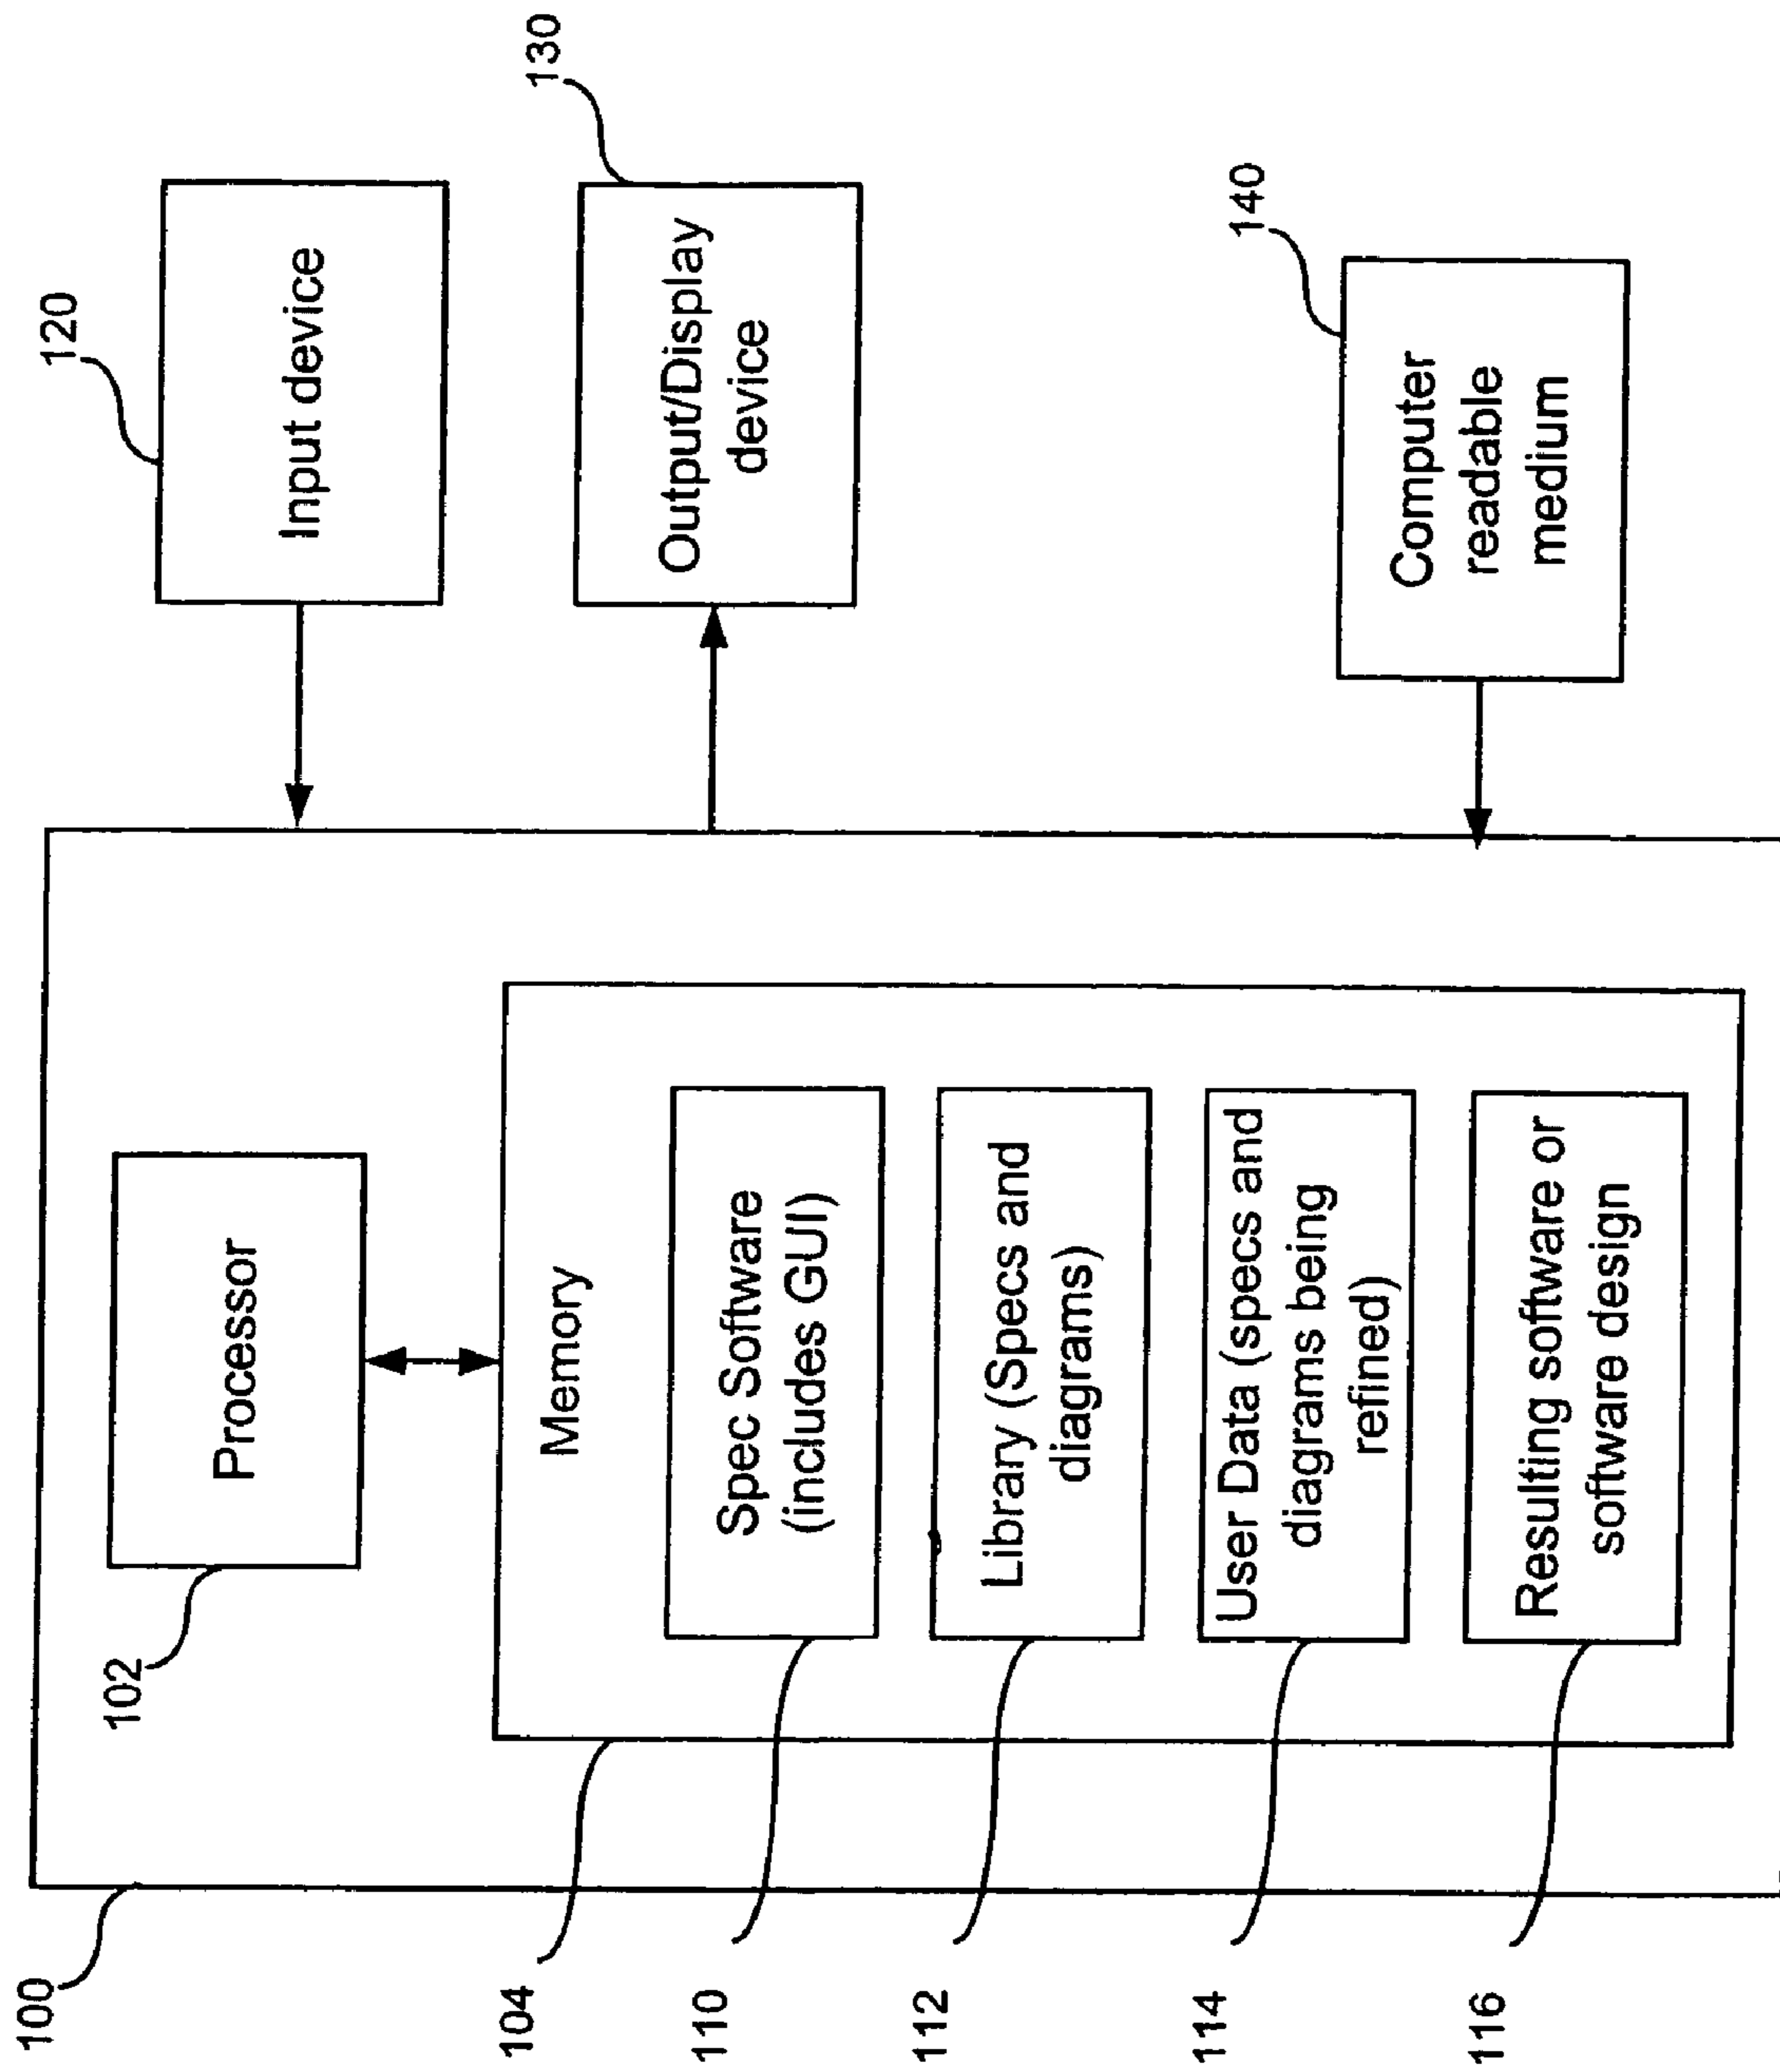 100
102
Processor
104
Memory
110
Spec Software
(includes GUI)
112
Library (Specs and
diagrams)
114
User Data (specs and
diagrams being
refined)
116
Resulting software or
software design
120
Input device
130
Output/Display
device
140
Computer
readable
medium